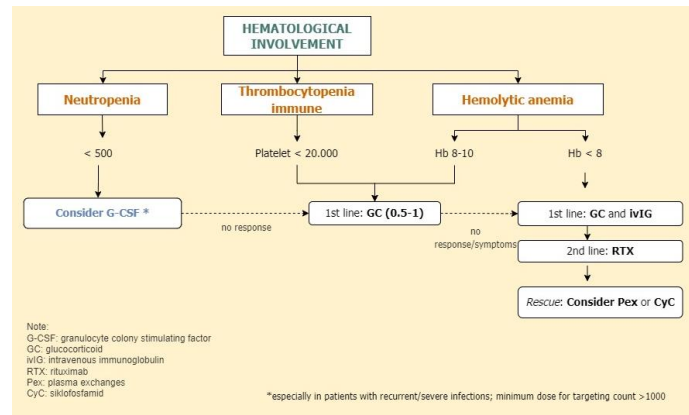 HEMATOLOGICAL
INVOLVEMENT
Neutropenia
Thrombocytopenia
immune
Hemolytic anemia
< 500
Platelet < 20.000
Hb 8-10
Hb < 8
Consider G-CSF *
no response
1st line: GC (0.5-1)
no
response/symptoms
1st line: GC and ivIG
2nd line: RTX
Rescue: Consider Pex or CyC
Note:
G-CSF: granulocyte colony stimulating factor
GC: glucocorticoid
ivIG: intravenous immunoglobulin
RTX: rituximab
Pex: plasma exchanges
CyC: siklofosfamid
*especially in patients with recurrent/severe infections; minimum dose for targeting count >1000